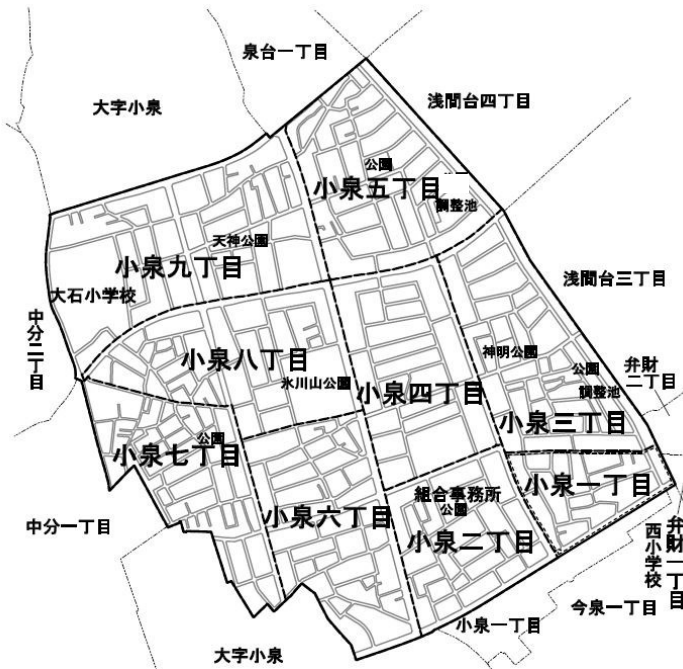 泉台一丁目
大字小泉
浅間台四丁目
公園
小泉五丁目
調整池
天神公園
小泉九丁目
大石小学校
浅間台三丁目
中分二丁目
小泉八丁目
氷川山公園
小泉四丁目
神明公園
公園
調整池
弁財
二丁目
小泉三丁目
公園
小泉七丁目
小泉一丁目
組合事務所
公園
小泉六丁目
小泉二丁目
中分一丁目
西小学校
弁財一丁目
今泉一丁目
小泉一丁目
大字小泉